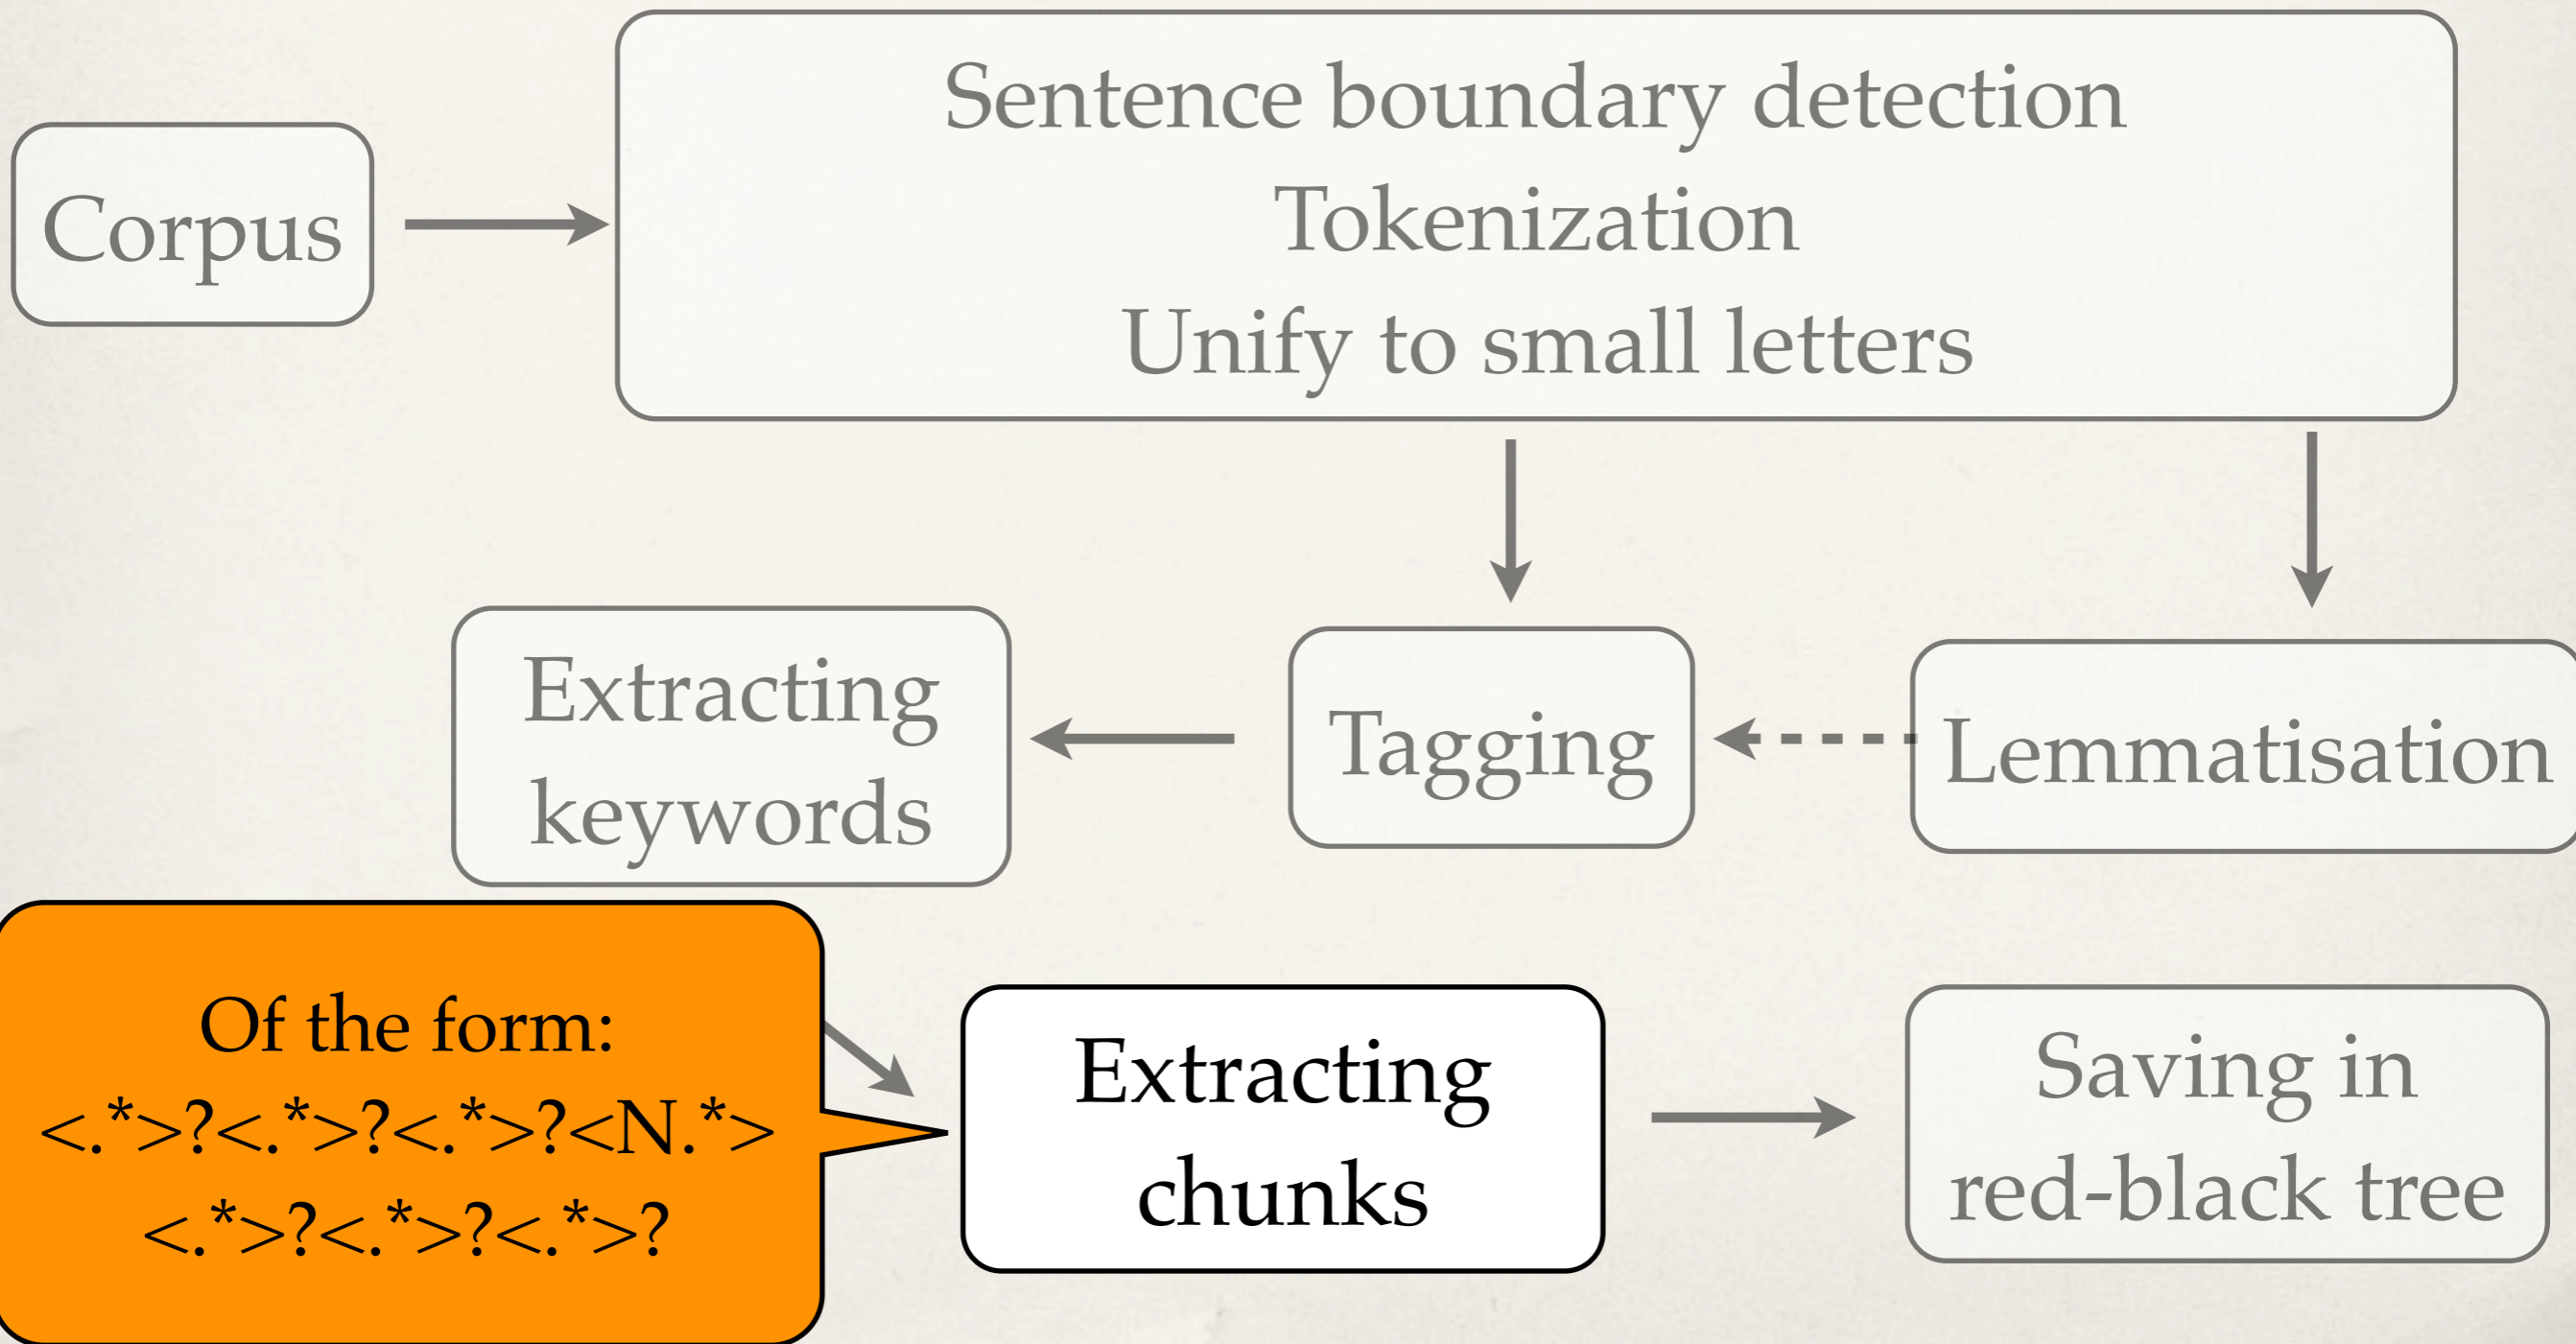 Corpus
Sentence boundary detection
Tokenization
Unify to small letters
Extracting
keywords
Tagging
Lemmatisation
Of the form:
<.*>?<.*>?<.*>?<N.*>
<.*>?<.*>?<.*>?
Extracting
chunks
Saving in
red-black tree